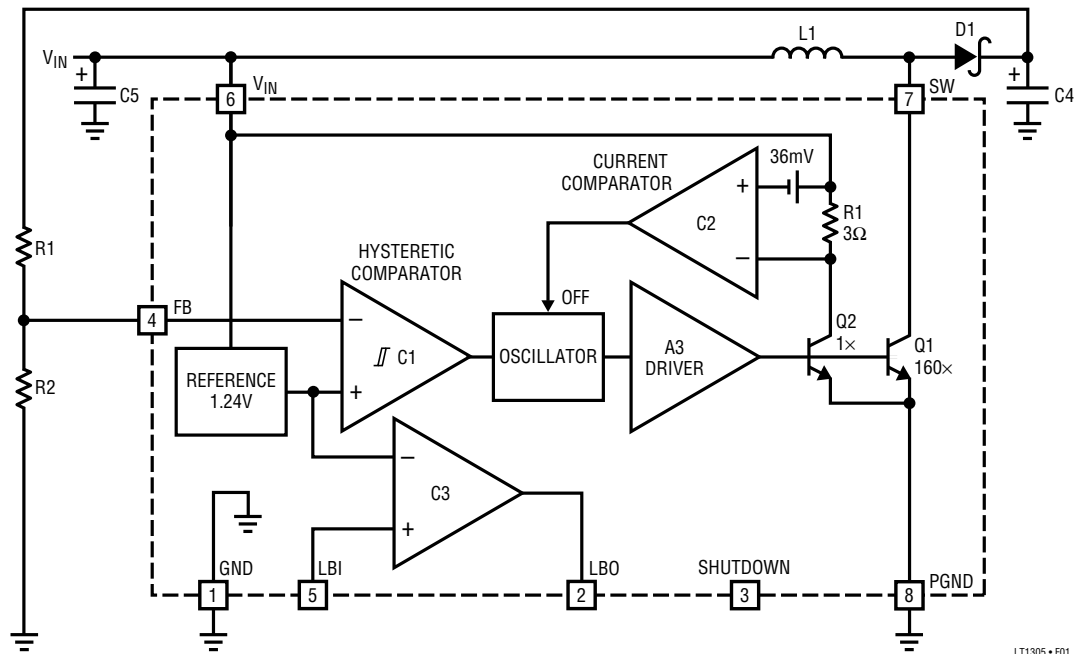 L1
D1
VIN
+
C5
6
VIN
7
SW
+
C4
CURRENT
COMPARATOR
36mV
+
C2
−
R1
3Ω
R1
HYSTERETIC
COMPARATOR
OFF
4
FB
−
C1
+
OSCILLATOR
A3
DRIVER
Q2
1×
Q1
160×
REFERENCE
1.24V
R2
−
C3
+
GND
1
LBI
5
LBO
2
SHUTDOWN
3
PGND
8
LT1305 • F01